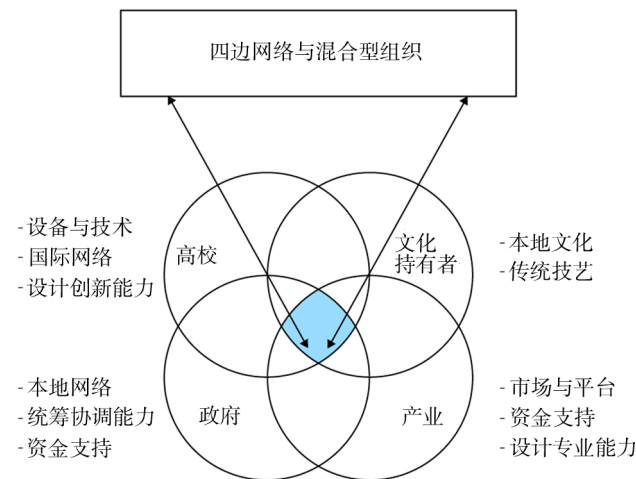 四边网络与混合型组织
-设备与技术
-国际网络
-设计创新能力
高校
文化
持有者
-本地文化
-传统技艺
-本地网络
-统筹协调能力
-资金支持
政府
产业
-市场与平台
-资金支持
-设计专业能力